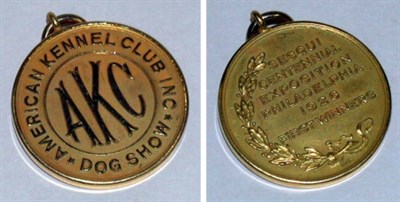 ★ AMERICAN KENNEL CLUB INC ★
AKC
DOG SHOW
SESQUI
CENTENNIAL
EXPOSITION
PHILADELPHIA
1926
BEST WINNERS